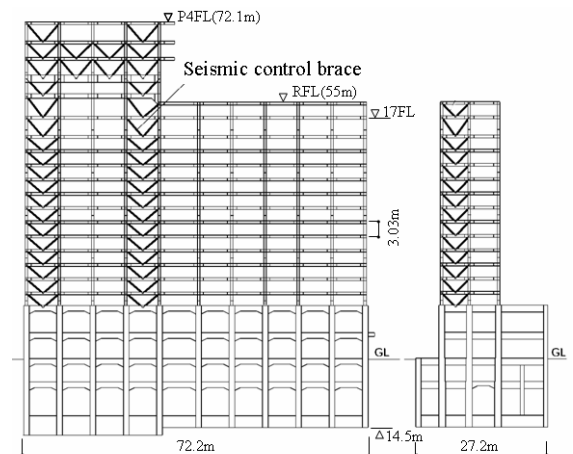 P4FL(72.1m)
Seismic control brace
RFL(55m)
17FL
3.03m
GL
GL
14.5m
72.2m
27.2m